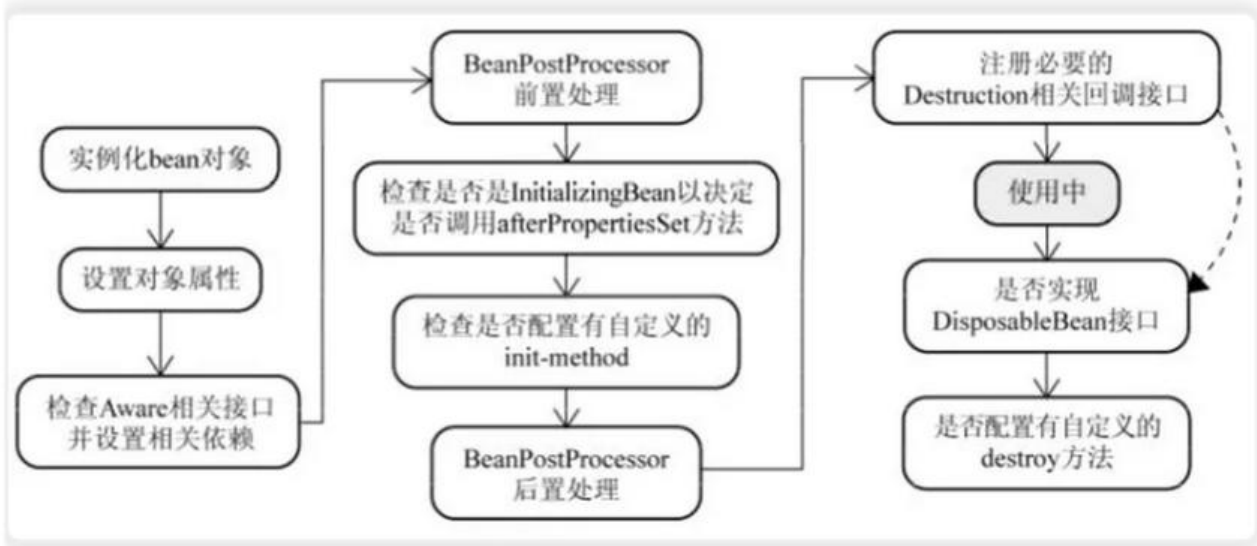 实例化bean对象
设置对象属性
检查Aware相关接口
并设置相关依赖
BeanPostProcessor
前置处理
检查是否是InitializingBean以决定
是否调用afterPropertiesSet方法
检查是否配置有自定义的
init-method
BeanPostProcessor
后置处理
注册必要的
Destruction相关回调接口
使用中
是否实现
DisposableBean接口
是否配置有自定义的
destroy方法